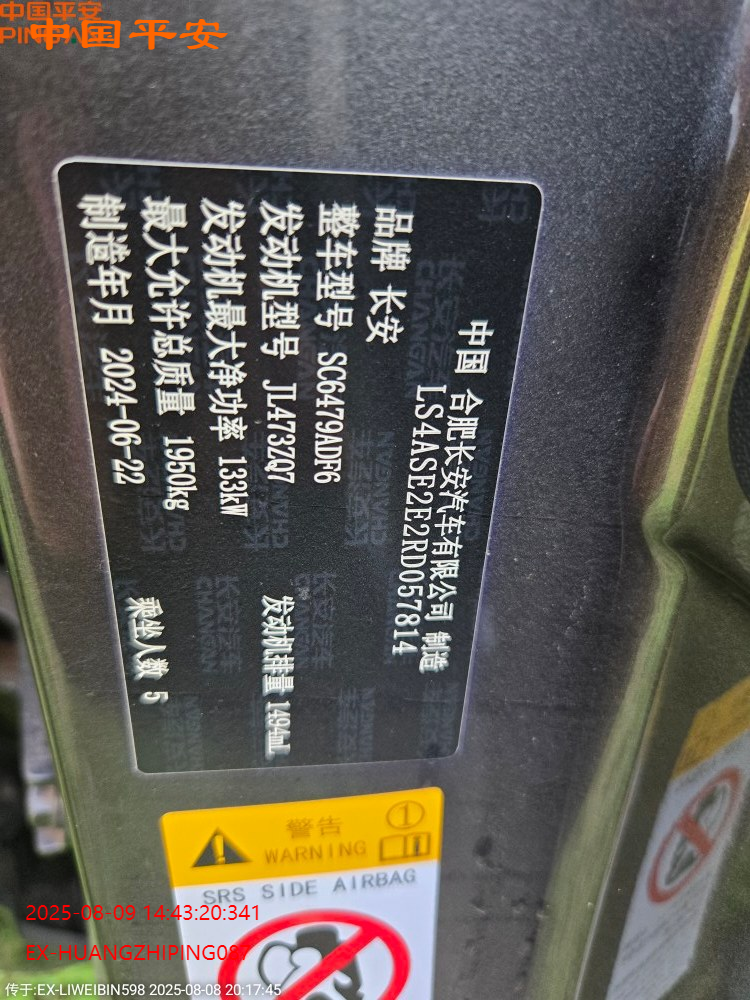 中国平安
PINGAN
中国平安
中国 合肥长安汽车有限公司 制造
LS4ASE2E2RD057814
品牌 长安
整车型号 SC6479ADF6
发动机型号 JL473ZQ7 发动机排量 1494mL
发动机最大净功率 133kW
最大允许总质量 1950kg 乘坐人数 5
制造年月 2024-06-22
警告 ①
WARNING
SRS SIDE AIRBAG
2025-08-09 14:43:20:341
EX-HUANGZHIPING087
传于:EX-LIWEIBIN598 2025-08-08 20:17:45